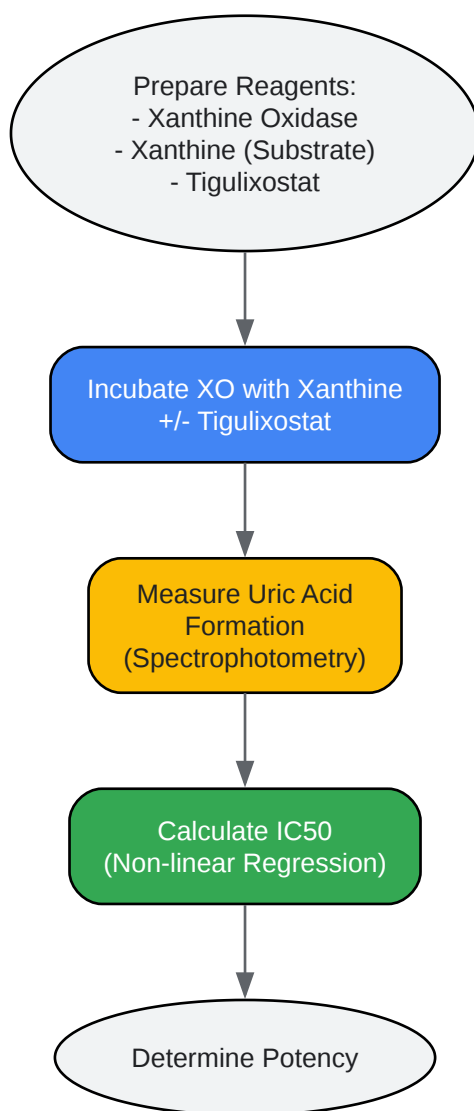 Prepare Reagents:
- Xanthine Oxidase
- Xanthine (Substrate)
- Tigulixostat
Incubate XO with Xanthine
+/- Tigulixostat
Measure Uric Acid
Formation
(Spectrophotometry)
Calculate IC50
(Non-linear Regression)
Determine Potency